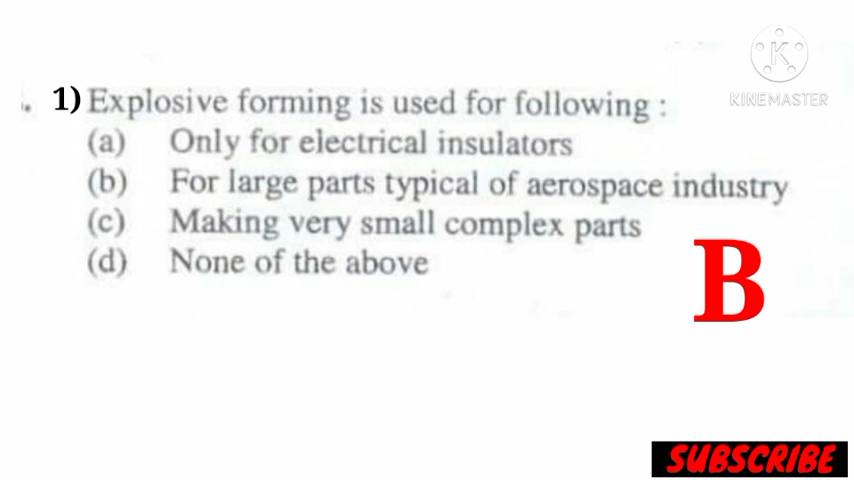 K
KINEMASTER
. 1) Explosive forming is used for following :
(a) Only for electrical insulators
(b) For large parts typical of aerospace industry
(c) Making very small complex parts
(d) None of the above
B
SUBSCRIBE